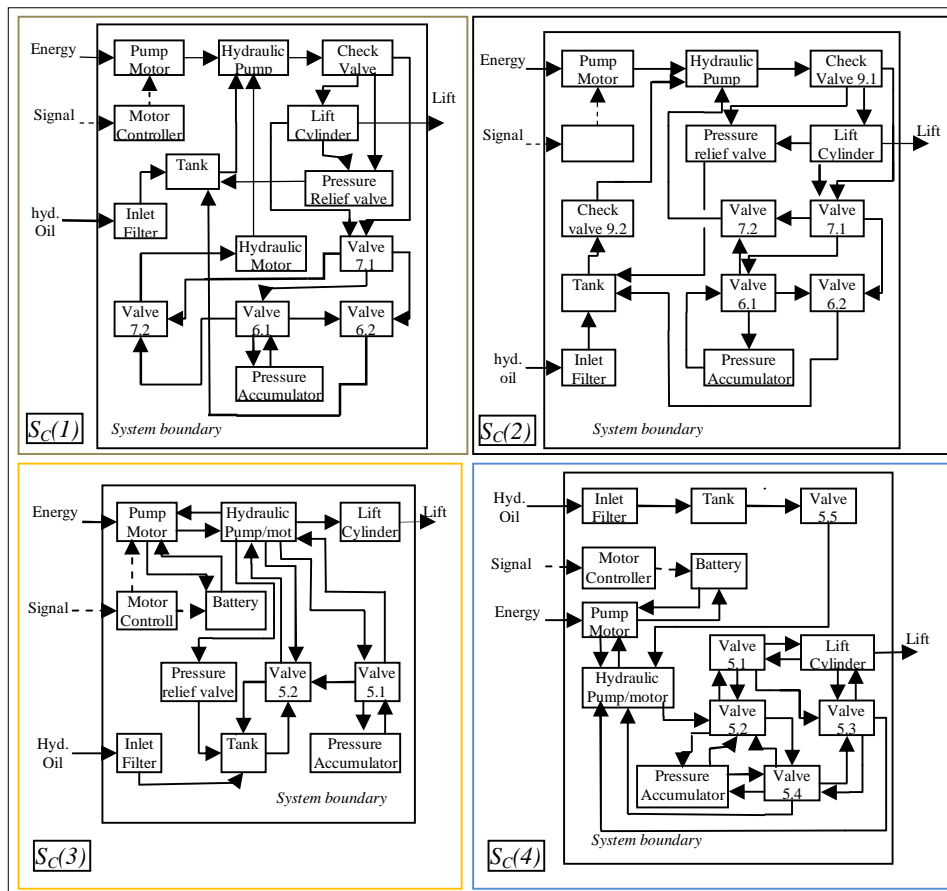 Energy
Pump
Motor
Hydraulic
Pump
Check
Valve
Signal
Motor
Controller
Lift
Cylinder
Lift
Tank
Pressure
Relief valve
hyd.
Oil
Inlet
Filter
Hydraulic
Motor
Valve
7.1
Valve
7.2
Valve
6.1
Valve
6.2
Pressure
Accumulator
System boundary
SC(1)
Energy
Pump
Motor
Hydraulic
Pump
Check
Valve 9.1
Signal
Pressure
relief valve
Lift
Cylinder
Lift
Check
valve 9.2
Valve
7.2
Valve
7.1
Tank
Valve
6.1
Valve
6.2
hyd.
oil
Inlet
Filter
Pressure
Accumulator
System boundary
SC(2)
Energy
Pump
Motor
Hydraulic
Pump/mot
Lift
Cylinder
Lift
Signal
Motor
Controll
Battery
Pressure
relief valve
Valve
5.2
Valve
5.1
Hyd.
Oil
Inlet
Filter
Tank
Pressure
Accumulator
System boundary
SC(3)
Hyd.
Oil
Inlet
Filter
Tank
Valve
5.5
Signal
Motor
Controller
Battery
Energy
Pump
Motor
Valve
5.1
Lift
Cylinder
Lift
Hydraulic
Pump/motor
Valve
5.2
Valve
5.3
Pressure
Accumulator
Valve
5.4
System boundary
SC(4)